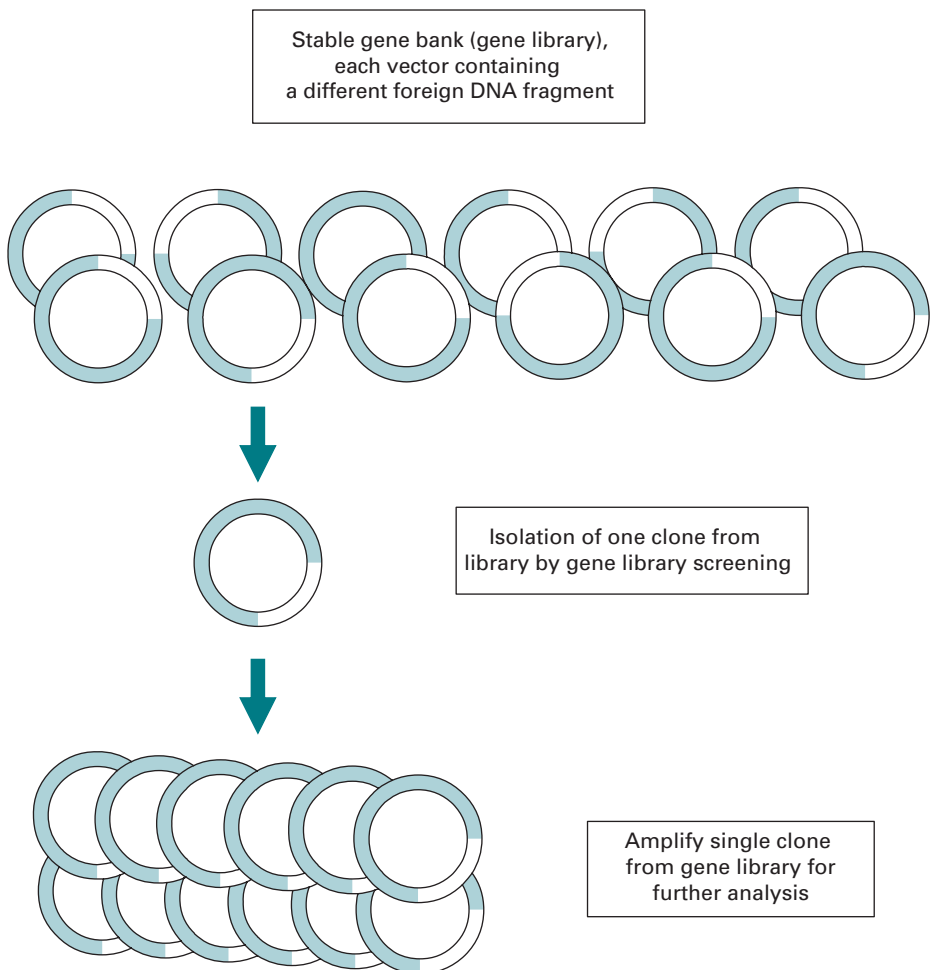 Stable gene bank (gene library),
each vector containing
a different foreign DNA fragment
Isolation of one clone from
library by gene library screening
Amplify single clone
from gene library for
further analysis